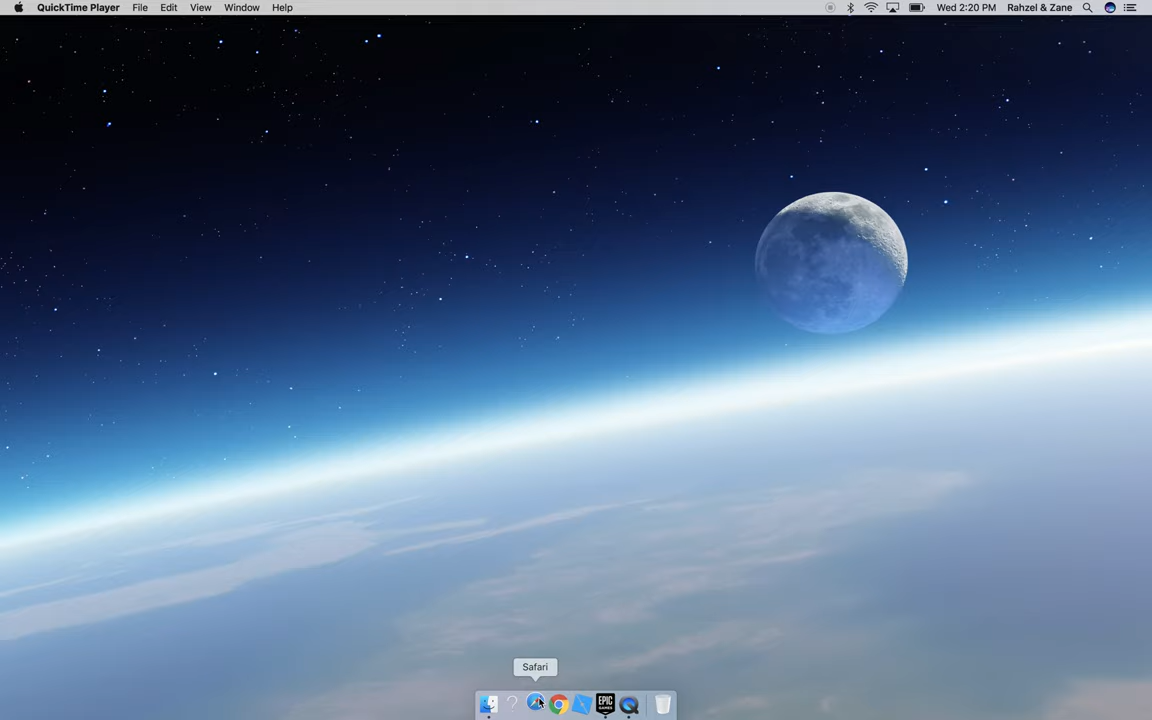 QuickTime Player File Edit View Window Help Wed 2:20 PM Rahzel & Zane
Safari
EPIC
GAMES